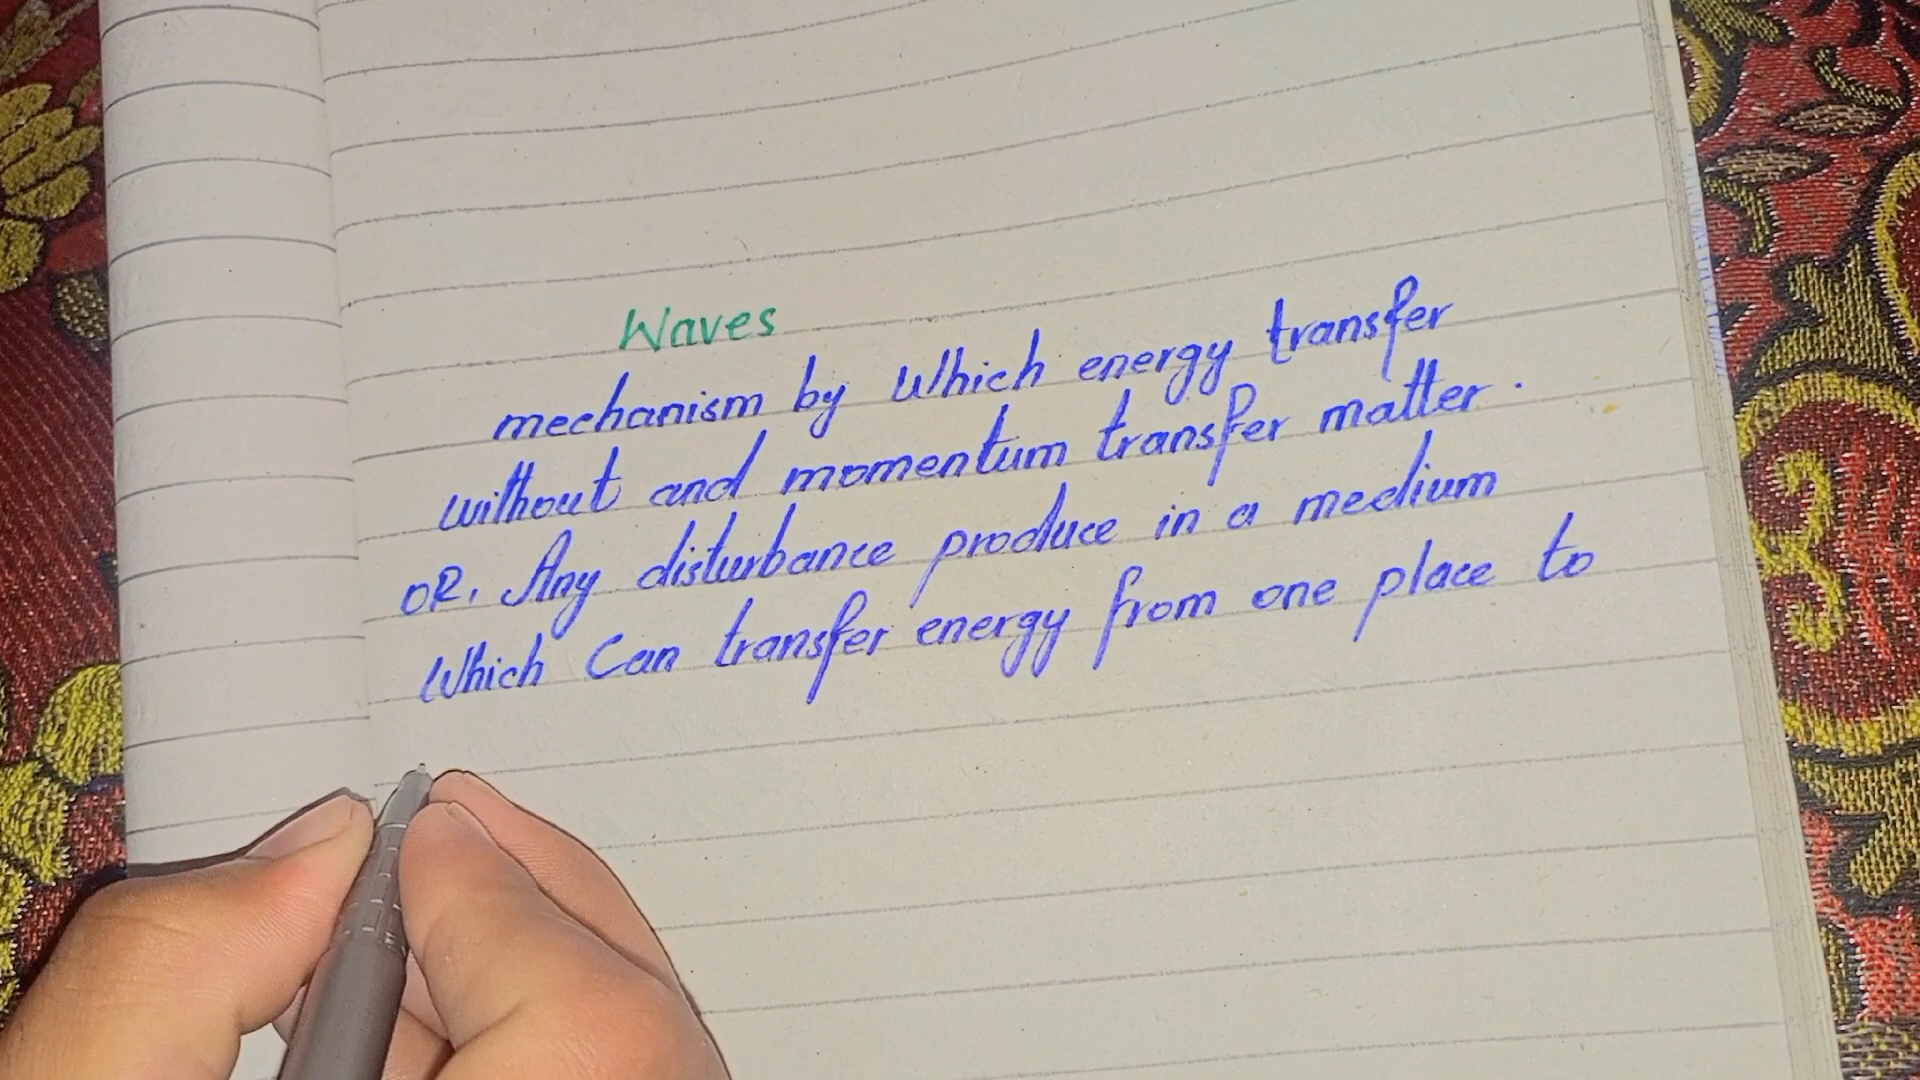 Waves
mechanism by Which energy transfer
without and momentum transfer matter.
OR, Any disturbance produce in a medium
Which Can transfer energy from one place to